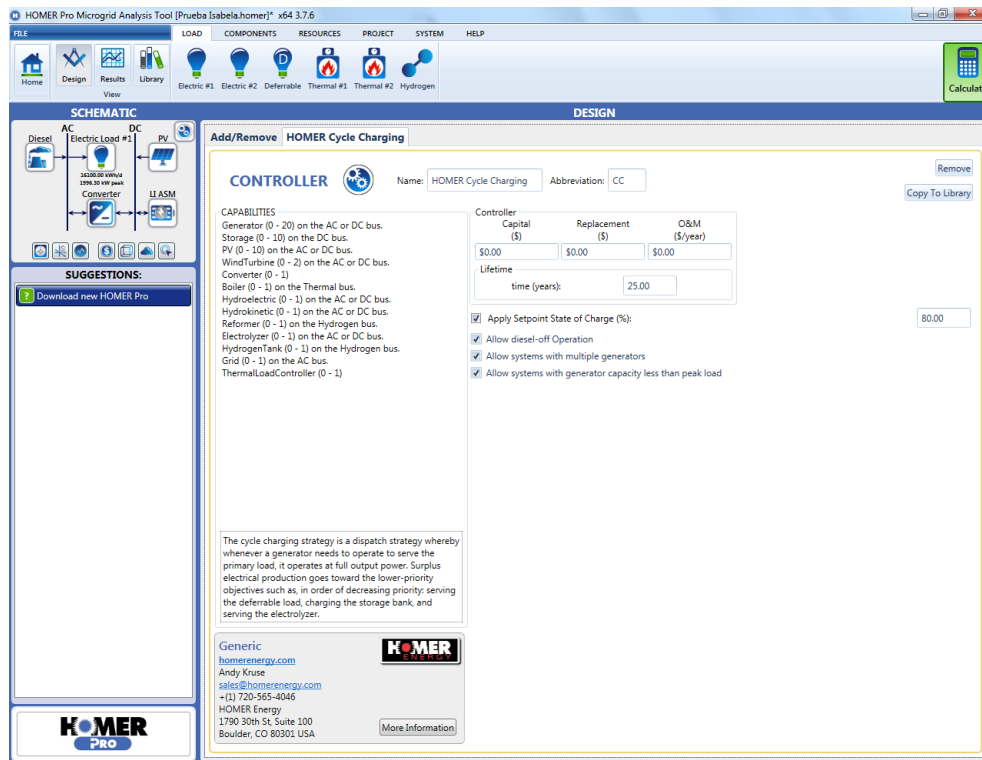 HOMER Pro Microgrid Analysis Tool [Prueba Isabela.homer]* x64 3.7.6
FILE
LOAD COMPONENTS RESOURCES PROJECT SYSTEM HELP
Home
Design Results Library
View
Electric #1 Electric #2 Deferrable Thermal #1 Thermal #2 Hydrogen
Calculat
SCHEMATIC
AC DC
Diesel Electric Load #1 PV
16100.00 kWh/d
1998.30 kW peak
Converter LI ASM
SUGGESTIONS:
Download new HOMER Pro
HOMER
PRO
DESIGN
Add/Remove HOMER Cycle Charging
CONTROLLER
Name: HOMER Cycle Charging Abbreviation: CC
Remove
Copy To Library
CAPABILITIES
Generator (0 - 20) on the AC or DC bus.
Storage (0 - 10) on the DC bus.
PV (0 - 10) on the AC or DC bus.
WindTurbine (0 - 2) on the AC or DC bus.
Converter (0 - 1)
Boiler (0 - 1) on the Thermal bus.
Hydroelectric (0 - 1) on the AC or DC bus.
Hydrokinetic (0 - 1) on the AC or DC bus.
Reformer (0 - 1) on the Hydrogen bus.
Electrolyzer (0 - 1) on the AC or DC bus.
HydrogenTank (0 - 1) on the Hydrogen bus.
Grid (0 - 1) on the AC bus.
ThermalLoadController (0 - 1)
Controller
Capital Replacement O&M
($) ($) ($/year)
$0.00 $0.00 $0.00
Lifetime
time (years): 25.00
Apply Setpoint State of Charge (%): 80.00
Allow diesel-off Operation
Allow systems with multiple generators
Allow systems with generator capacity less than peak load
The cycle charging strategy is a dispatch strategy whereby
whenever a generator needs to operate to serve the
primary load, it operates at full output power. Surplus
electrical production goes toward the lower-priority
objectives such as, in order of decreasing priority: serving
the deferrable load, charging the storage bank, and
serving the electrolyzer.
Generic
homerenergy.com
Andy Kruse
sales@homerenergy.com
+(1) 720-565-4046
HOMER Energy
1790 30th St, Suite 100
Boulder, CO 80301 USA
HOMER
ENERGY
More Information